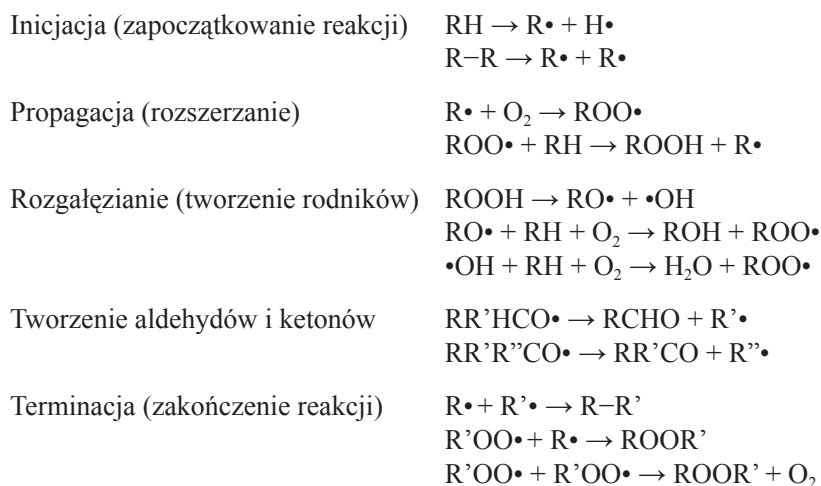 Inicjacja (zapoczątkowanie reakcji) RH → R• + H•
R−R → R• + R•
Propagacja (rozszerzanie) R• + O₂ → ROO•
ROO• + RH → ROOH + R•
Rozgałęzianie (tworzenie rodników) ROOH → RO• + •OH
RO• + RH + O₂ → ROH + ROO•
•OH + RH + O₂ → H₂O + ROO•
Tworzenie aldehydów i ketonów RR’HCO• → RCHO + R’•
RR’R”CO• → RR’CO + R”•
Terminacja (zakończenie reakcji) R• + R’• → R−R’
R’OO• + R• → ROOR’
R’OO• + R’OO• → ROOR’ + O₂